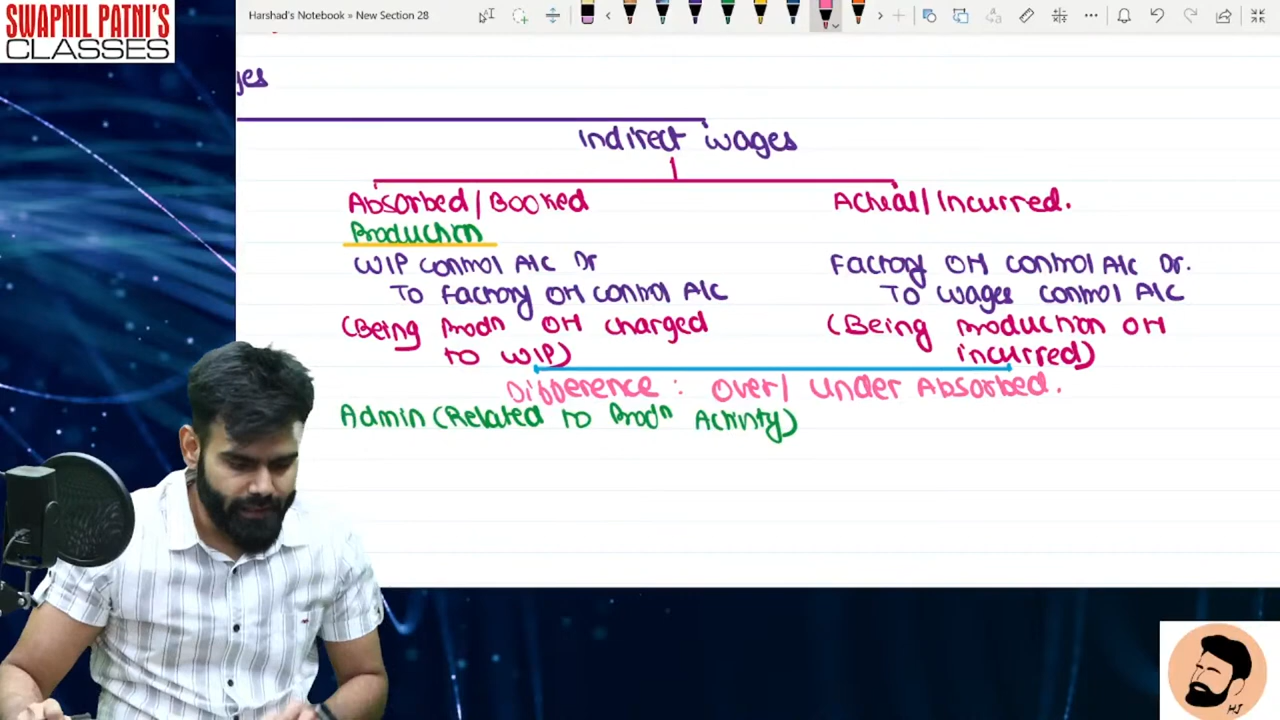 SWAPNIL PATNI'S
CLASSES
Harshad's Notebook » New Section 28
ges
Indirect wages
Absorbed/Booked
Actual/Incurred.
Production
WIP control A/c Dr
To Factory OH control A/c
(Being Prodn OH charged
to WIP)
Factory OH control A/c Dr.
To wages control A/c
(Being production OH
incurred)
Difference : Over/ Under Absorbed.
Admin (Related to Prodn Activity)
HJ